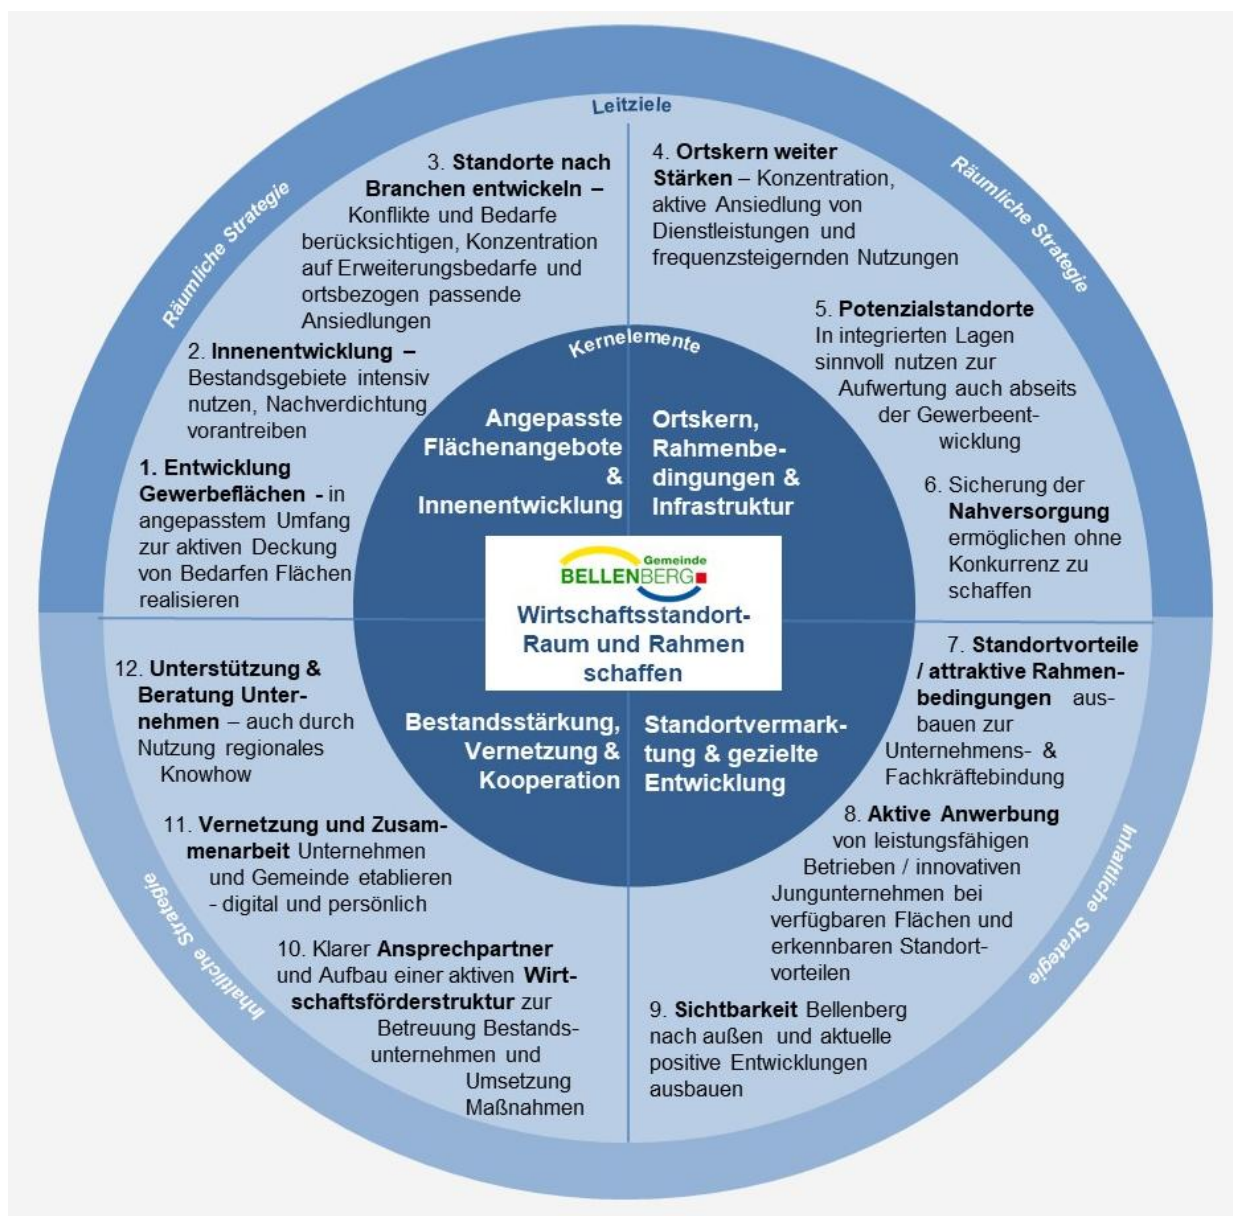 Leitziele
Räumliche Strategie
Räumliche Strategie
3. Standorte nach
Branchen entwickeln –
Konflikte und Bedarfe
berücksichtigen, Konzentration
auf Erweiterungsbedarfe und
ortsbezogen passende
Ansiedlungen
4. Ortskern weiter
Stärken – Konzentration,
aktive Ansiedlung von
Dienstleistungen und
frequenzsteigernden Nutzungen
2. Innenentwicklung –
Bestandsgebiete intensiv
nutzen, Nachverdichtung
vorantreiben
5. Potenzialstandorte
In integrierten Lagen
sinnvoll nutzen zur
Aufwertung auch abseits
der Gewerbeent-
wicklung
1. Entwicklung
Gewerbeflächen - in
angepasstem Umfang
zur aktiven Deckung
von Bedarfen Flächen
realisieren
6. Sicherung der
Nahversorgung
ermöglichen ohne
Konkurrenz zu
schaffen
Kernelemente
Angepasste
Flächenangebote
&
Innenentwicklung
Ortskern,
Rahmenbe-
dingungen &
Infrastruktur
Gemeinde
BELLENBERG
Wirtschaftsstandort-
Raum und Rahmen
schaffen
Bestandsstärkung,
Vernetzung &
Kooperation
Standortvermark-
tung & gezielte
Entwicklung
12. Unterstützung &
Beratung Unter-
nehmen – auch durch
Nutzung regionales
Knowhow
7. Standortvorteile
/ attraktive Rahmen-
bedingungen aus-
bauen zur
Unternehmens- &
Fachkräftebindung
11. Vernetzung und Zusam-
menarbeit Unternehmen
und Gemeinde etablieren
- digital und persönlich
8. Aktive Anwerbung
von leistungsfähigen
Betrieben / innovativen
Jungunternehmen bei
verfügbaren Flächen und
erkennbaren Standort-
vorteilen
10. Klarer Ansprechpartner
und Aufbau einer aktiven Wirt-
schaftsförderstruktur zur
Betreuung Bestands-
unternehmen und
Umsetzung
Maßnahmen
9. Sichtbarkeit Bellenberg
nach außen und aktuelle
positive Entwicklungen
ausbauen
Inhaltliche Strategie
Inhaltliche Strategie